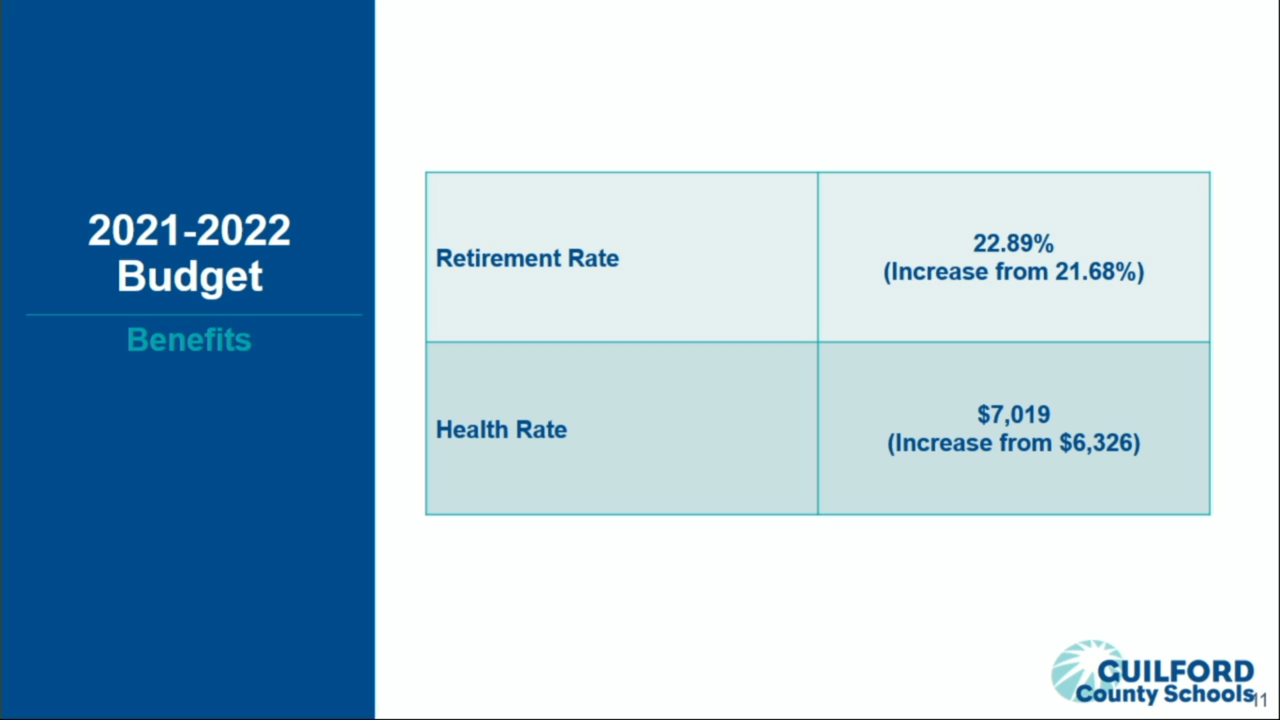 2021-2022
Budget
Benefits
Retirement Rate
22.89%
(Increase from 21.68%)
Health Rate
$7,019
(Increase from $6,326)
GUILFORD
County Schools
11